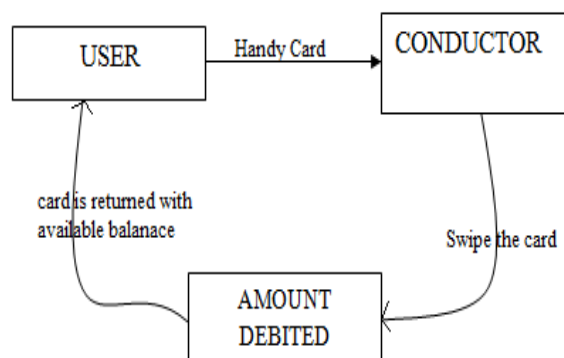 USER
Handy Card
CONDUCTOR
card is returned with
available balanace
Swipe the card
AMOUNT
DEBITED